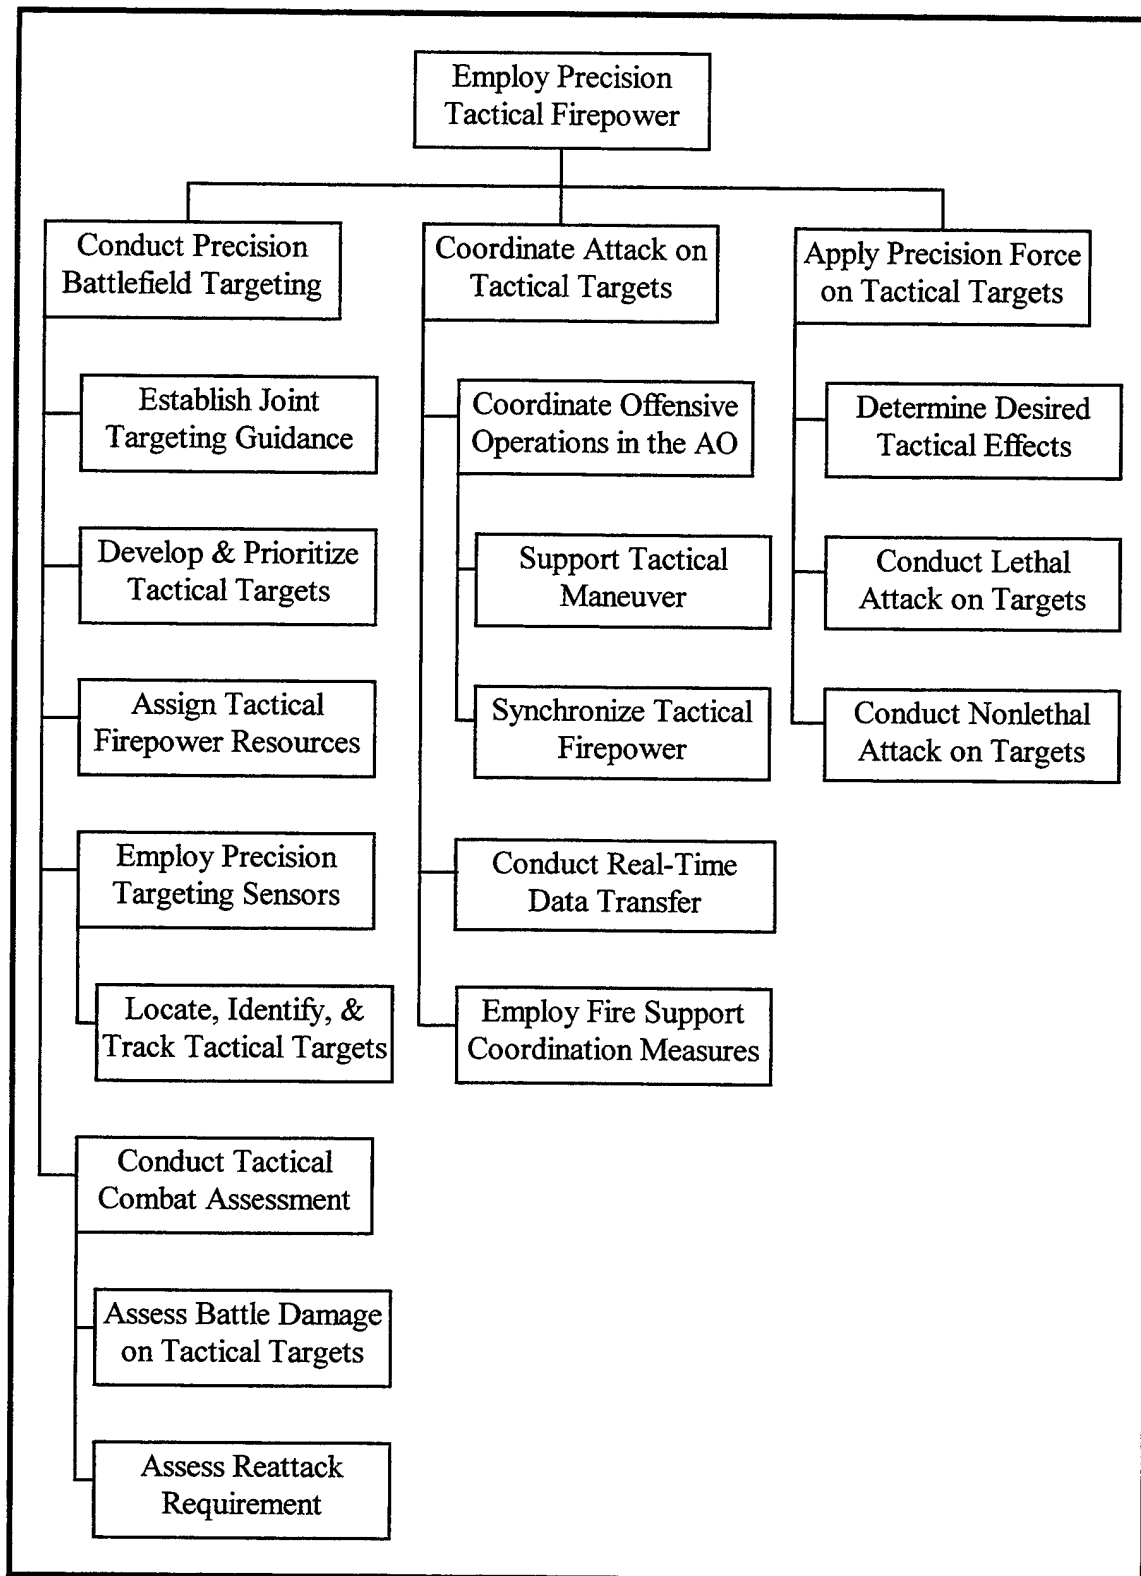 Employ Precision
Tactical Firepower
Conduct Precision
Battlefield Targeting
Establish Joint
Targeting Guidance
Develop & Prioritize
Tactical Targets
Assign Tactical
Firepower Resources
Employ Precision
Targeting Sensors
Locate, Identify, &
Track Tactical Targets
Conduct Tactical
Combat Assessment
Assess Battle Damage
on Tactical Targets
Assess Reattack
Requirement
Coordinate Attack on
Tactical Targets
Coordinate Offensive
Operations in the AO
Support Tactical
Maneuver
Synchronize Tactical
Firepower
Conduct Real-Time
Data Transfer
Employ Fire Support
Coordination Measures
Apply Precision Force
on Tactical Targets
Determine Desired
Tactical Effects
Conduct Lethal
Attack on Targets
Conduct Nonlethal
Attack on Targets